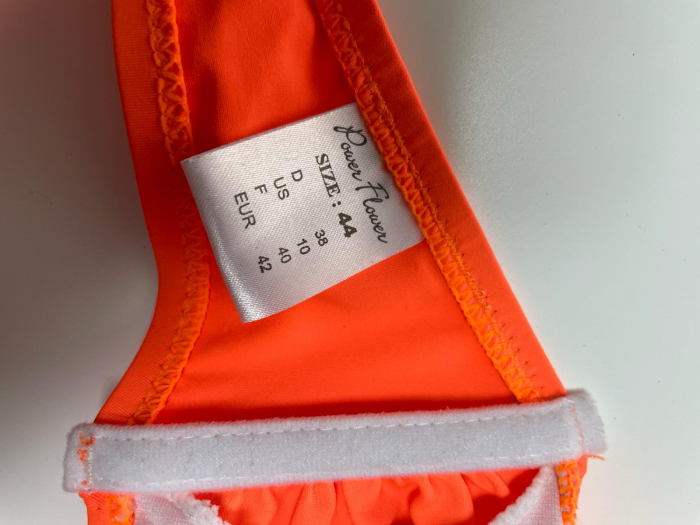 Power Flower
SIZE : 44
D 38
US 10
F 40
EUR 42